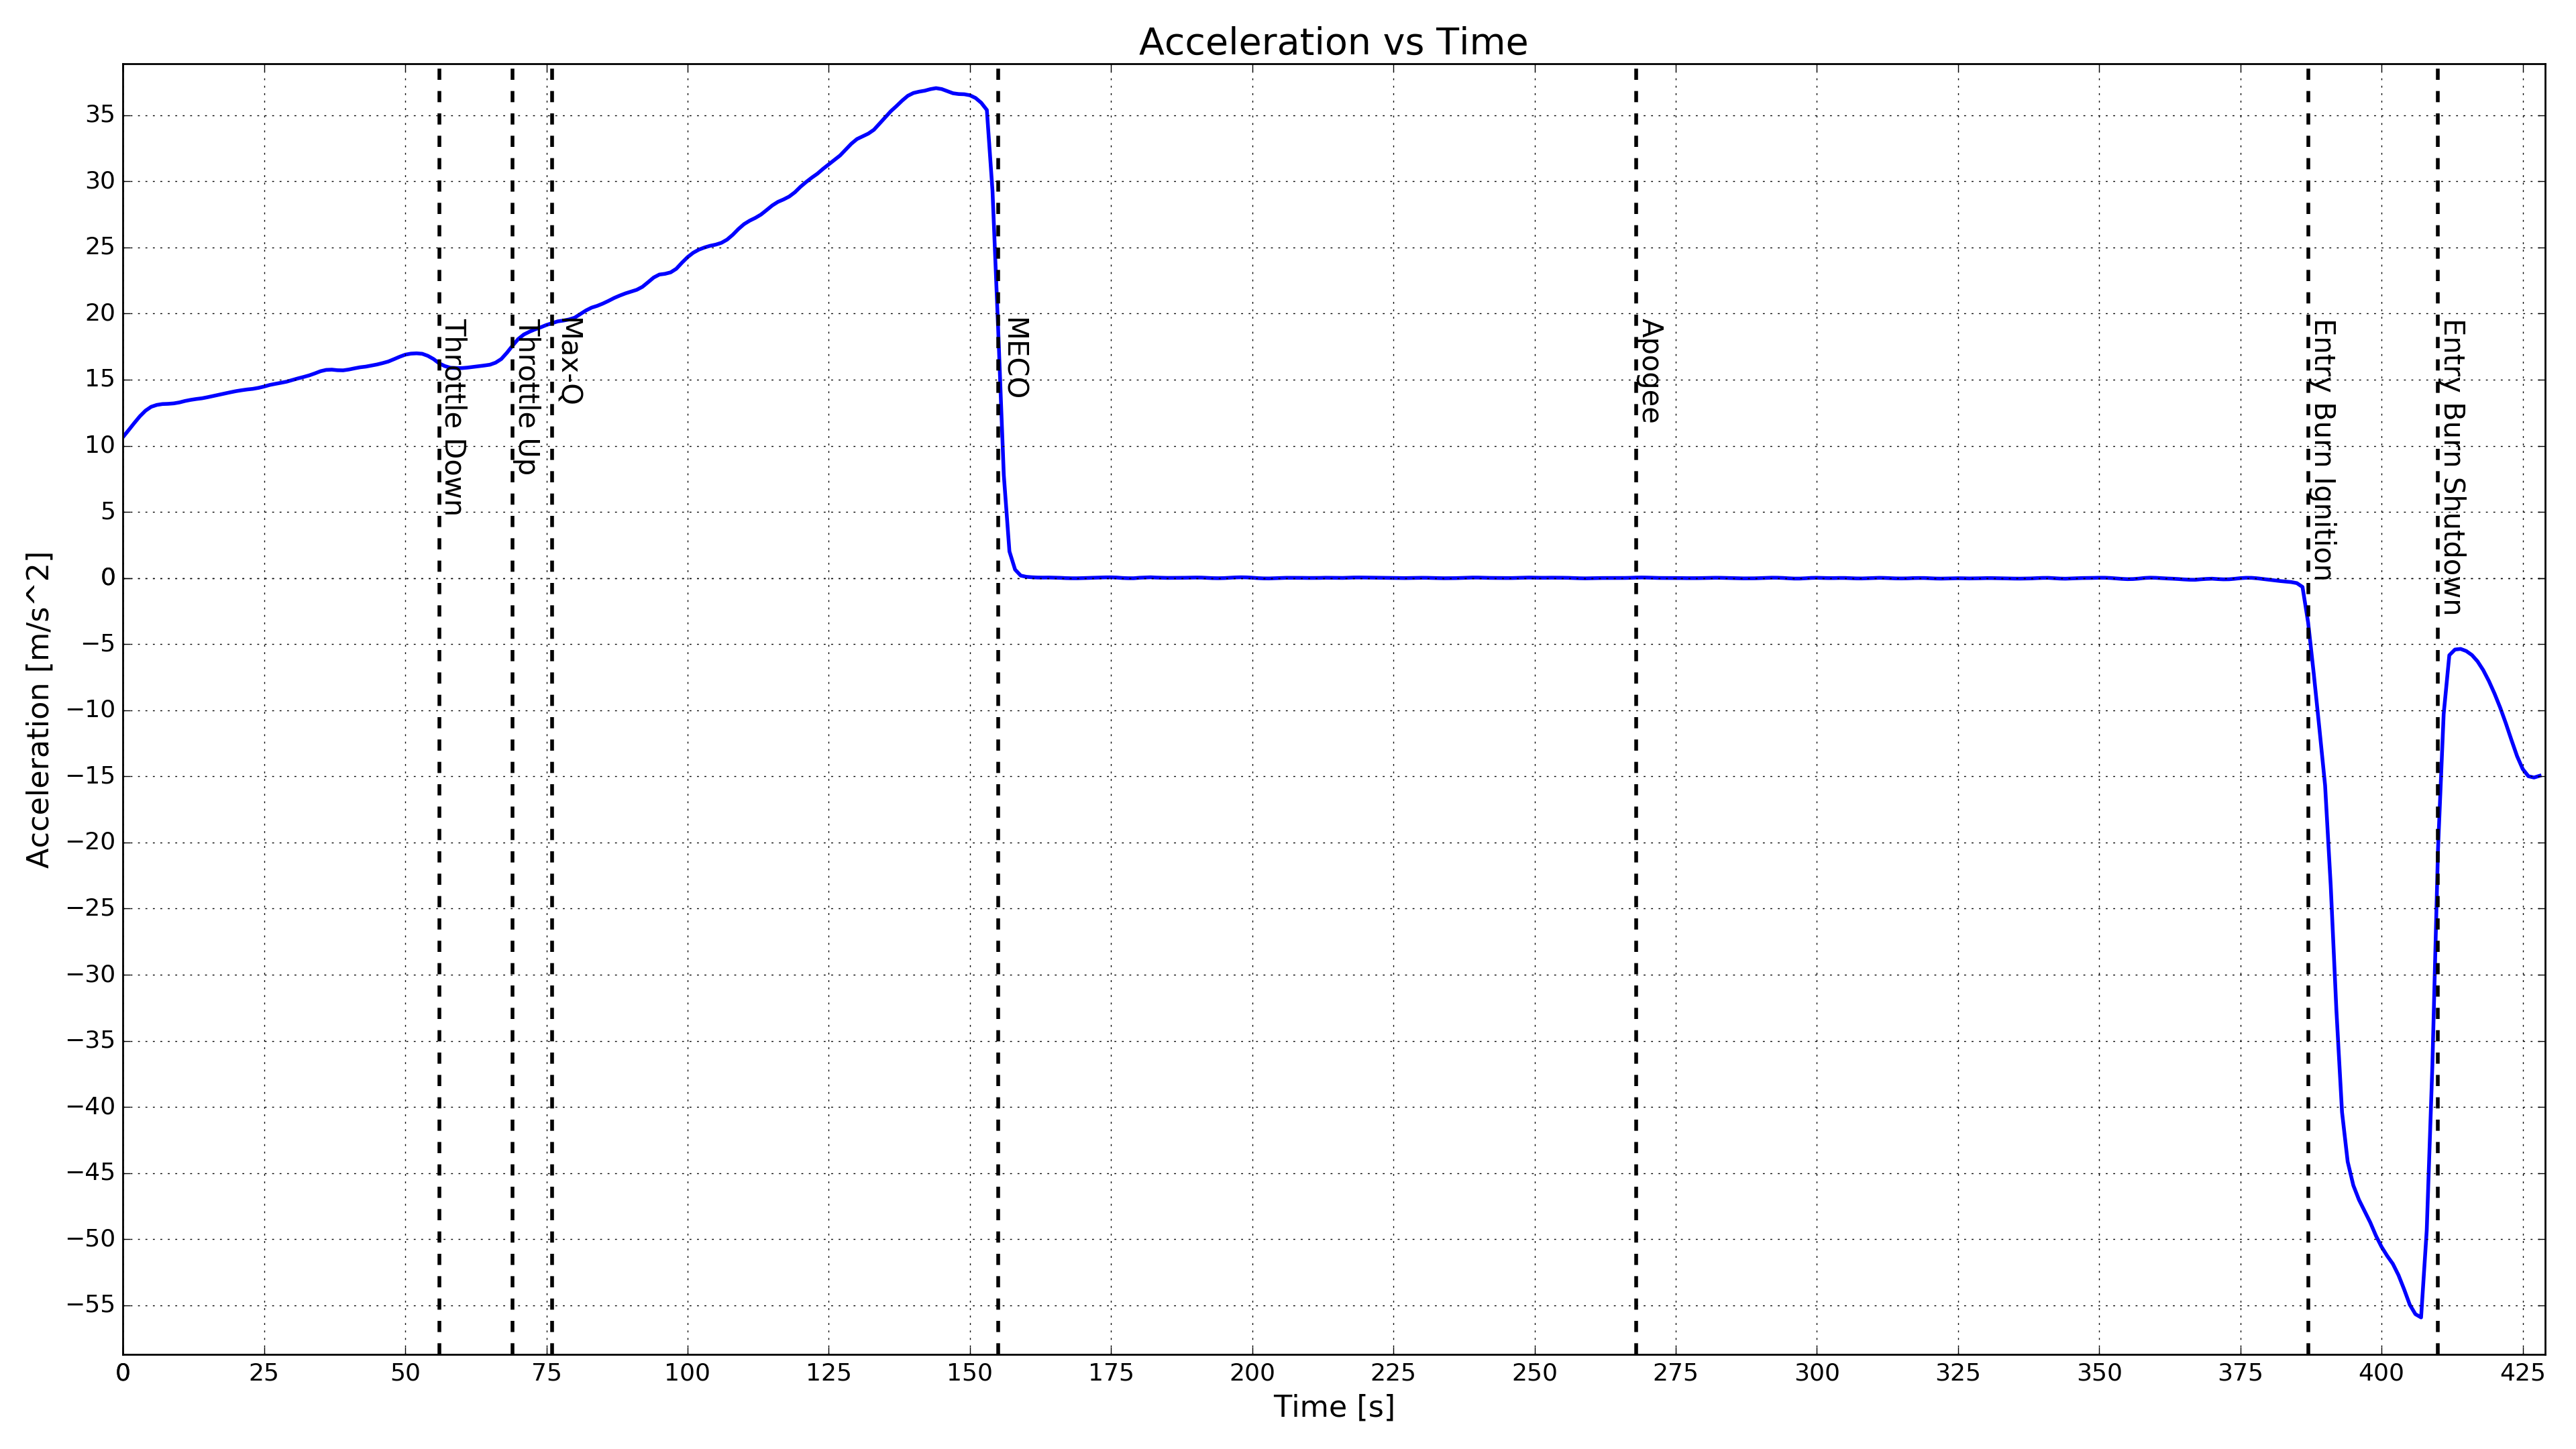 Acceleration vs Time
Acceleration [m/s^2]
35
30
25
20
15
10
5
0
−5
−10
−15
−20
−25
−30
−35
−40
−45
−50
−55
Throttle Down
Throttle Up
Max-Q
MECO
Apogee
Entry Burn Ignition
Entry Burn Shutdown
0 25 50 75 100 125 150 175 200 225 250 275 300 325 350 375 400 425
Time [s]